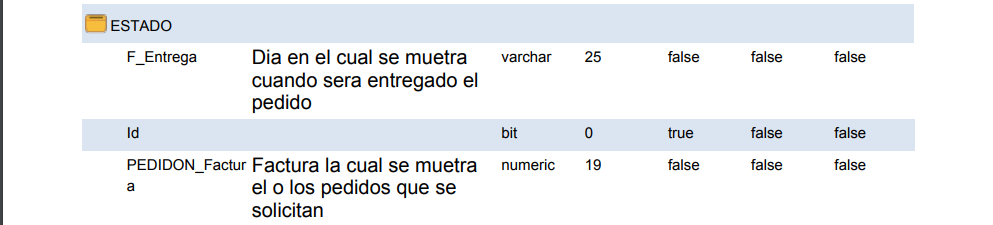 ESTADO
F_Entrega Dia en el cual se muetra varchar 25 false false false
cuando sera entregado el
pedido
Id bit 0 true false false
PEDIDON_Factur Factura la cual se muetra numeric 19 false false false
a el o los pedidos que se
solicitan